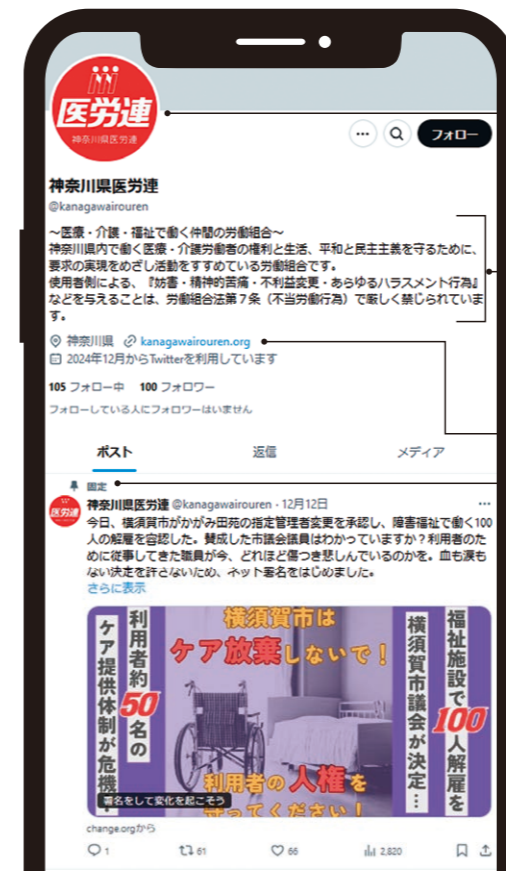 医労連
神奈川県医労連
フォロー
神奈川県医労連
@kanagawairouren
～医療・介護・福祉で働く仲間の労働組合～
神奈川県内で働く医療・介護労働者の権利と生活、平和と民主主義を守るために、
要求の実現をめざし活動をすすめている労働組合です。
使用者側による、『妨害・精神的苦痛・不利益変更・あらゆるハラスメント行為』
などを与えることは、労働組合法第７条（不当労働行為）で厳しく禁じられていま
す。
神奈川県 kanagawairouren.org
2024年12月からTwitterを利用しています
105 フォロー中 100 フォロワー
フォローしている人にフォロワーはいません
ポスト 返信 メディア
固定
医労連
神奈川県医労連 @kanagawairouren · 12月12日
今日、横須賀市がかがみ田苑の指定管理者変更を承認し、障害福祉で働く100
人の解雇を容認した。賛成した市議会議員はわかっていますか？利用者のた
めに従事してきた職員が今、どれほど傷つき悲しんでいるのかを。血も涙も
ない決定を許さないため、ネット署名をはじめました。
さらに表示
福祉施設で100人解雇を
横須賀市議会が決定…
横須賀市は
ケア放棄しないで！
利用者約50名の
ケア提供体制が危機！
利用者の人権を
守ってください！
署名をして変化を起こそう
change.orgから
1 61 66 2,820